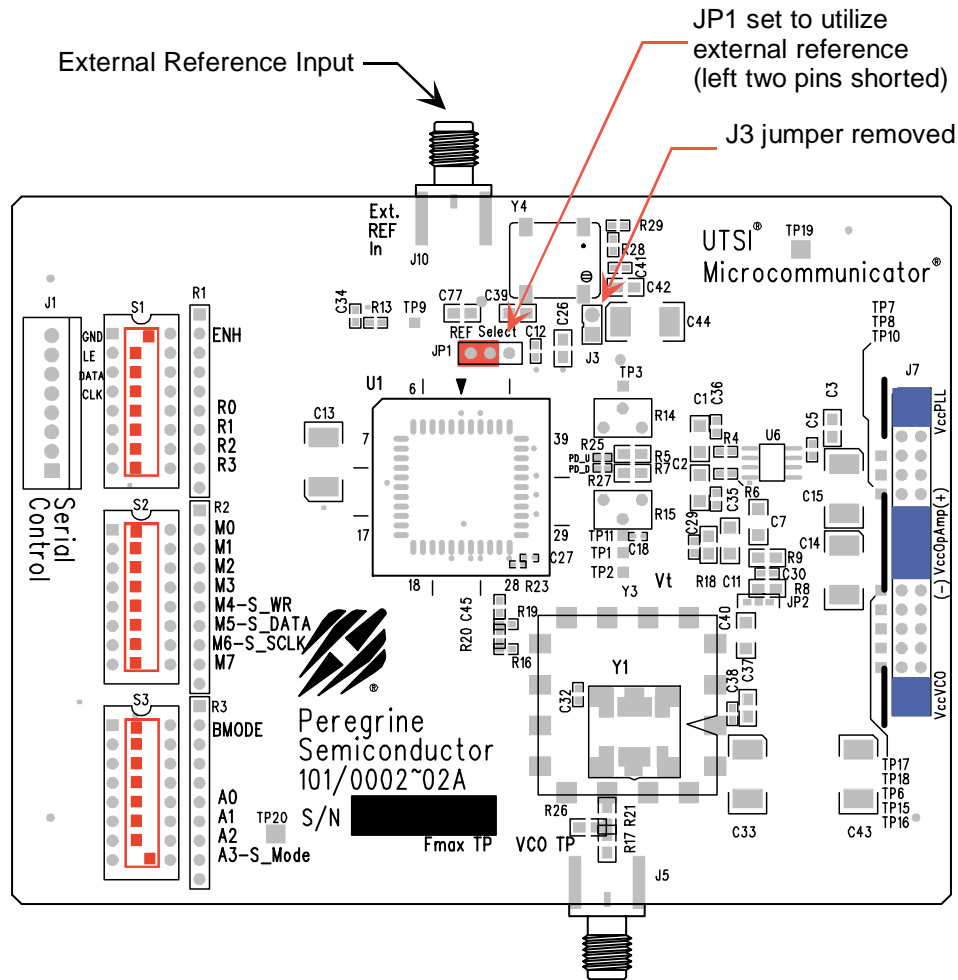 JP1 set to utilize
external reference
(left two pins shorted)
External Reference Input
J3 jumper removed
Ext.
REF
In
J10
Y4
R29
R28
C41
C42
UTSI®
Microcommunicator®
TP19
J1
S1
R1
GND
LE
DATA
CLK
ENH
R0
R1
R2
R3
C34
R13
TP9
C77
C39
REF Select
JP1
C12
C26
J3
C44
TP7
TP8
TP10
J7
VccPLL
U1
6
7
39
17
29
18
28
C13
TP3
R14
R25
PD_U
PD_D
R27
R5
R7
C2
C1
C36
R4
U6
C5
C3
R15
TP11
TP1
TP2
C18
C35
R6
C29
C7
C15
C14
R18
C11
R9
C30
R8
JP2
VccOpAmp(+)
(-)
C27
R23
Vt
Y3
Serial
Control
S2
R2
M0
M1
M2
M3
M4-S_WR
M5-S_DATA
M6-S_SCLK
M7
C45
R19
R20
R16
®
Y1
C32
C40
C37
C38
VccVCO
S3
R3
BMODE
A0
A1
A2
A3-S_Mode
TP20
Peregrine
Semiconductor
101/0002~02A
S/N
Fmax TP
VCO TP
R26
R21
R17
J5
C33
C43
TP17
TP18
TP6
TP15
TP16